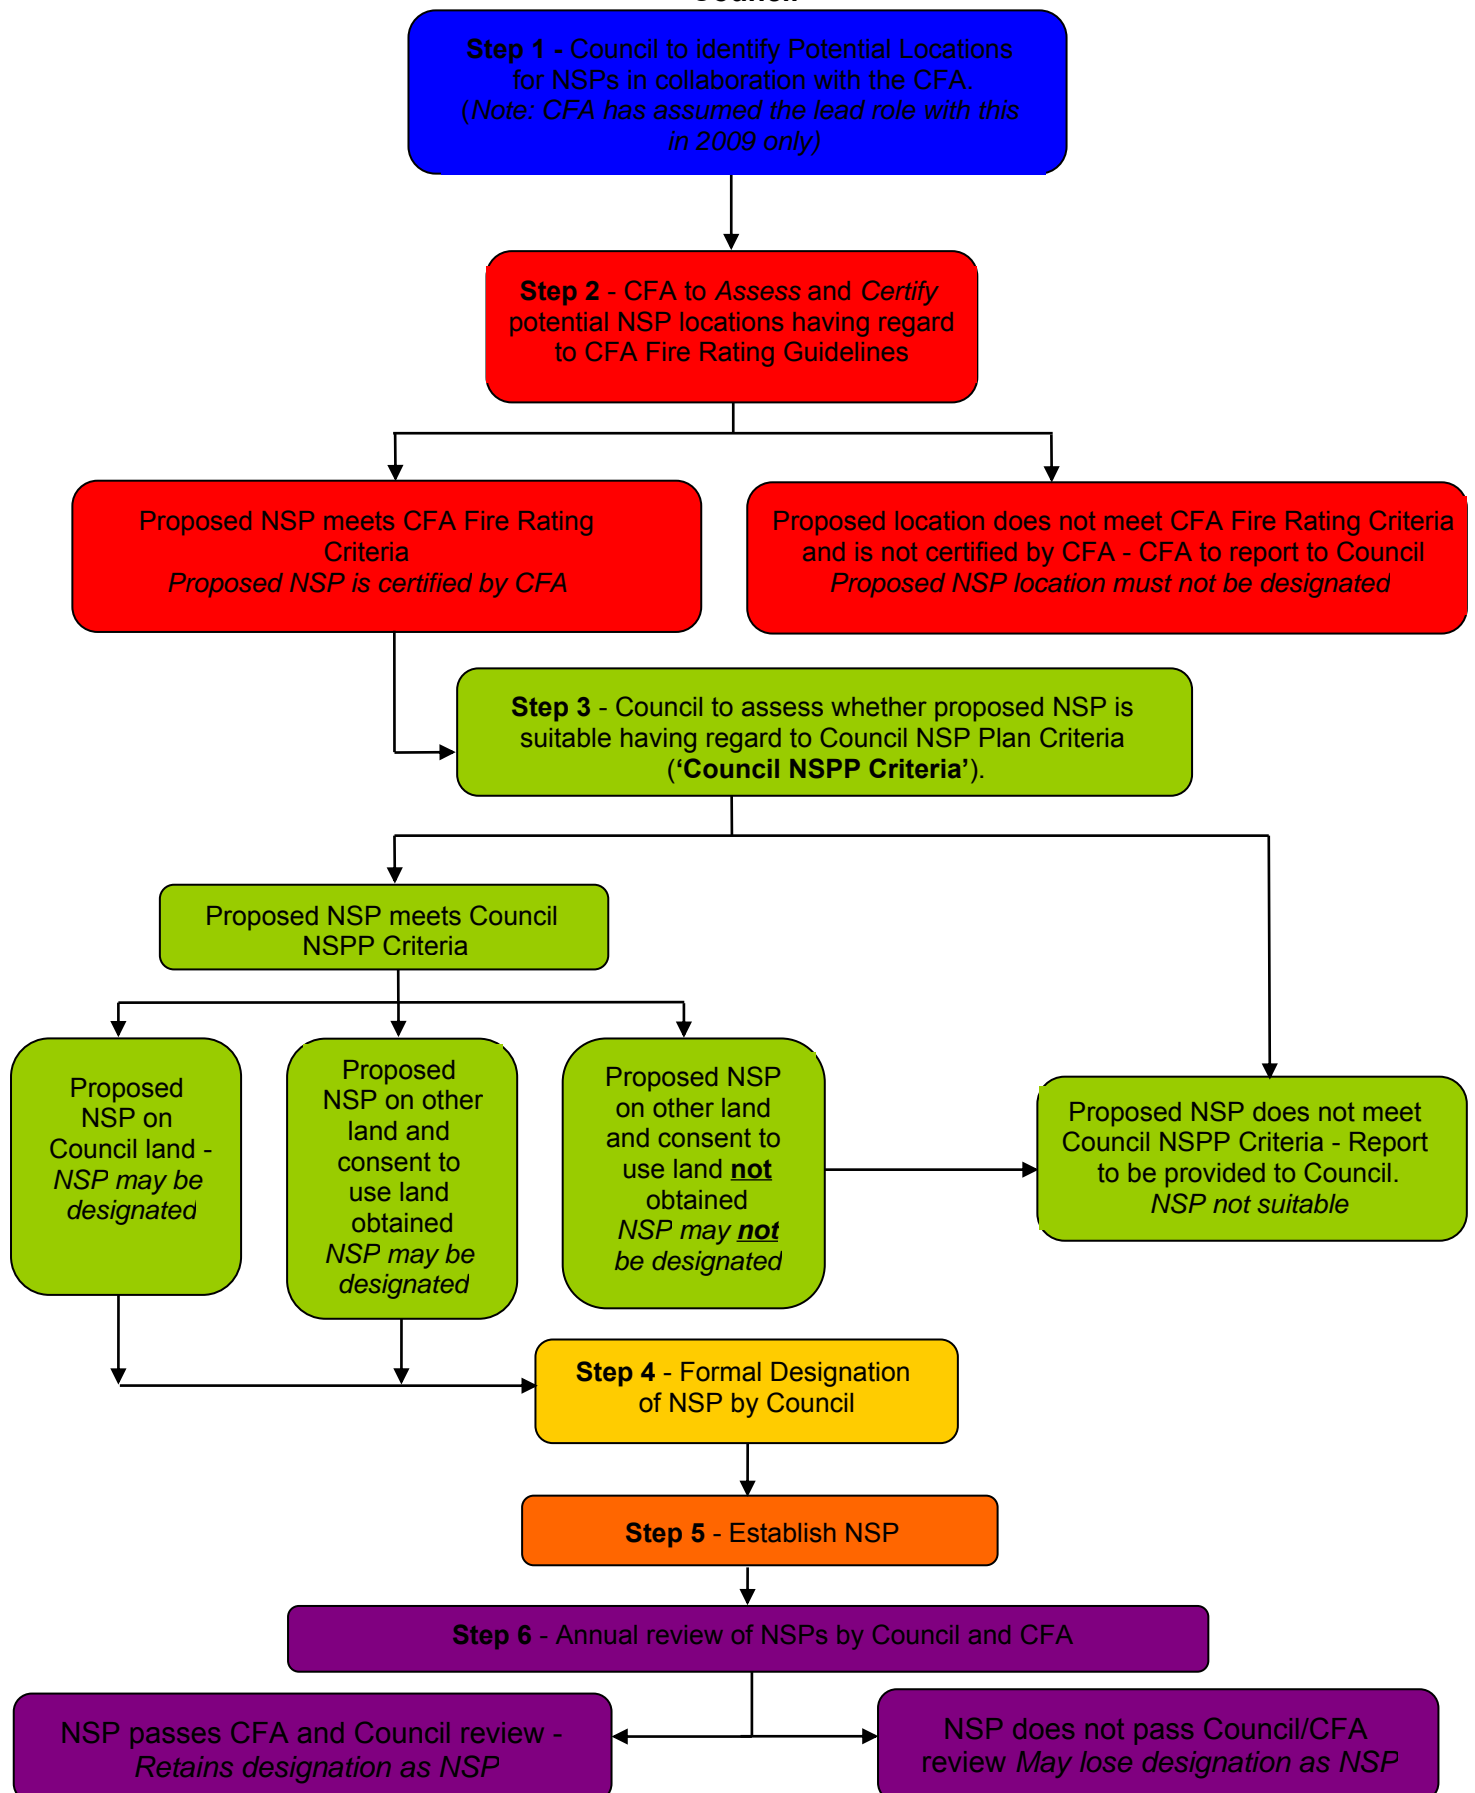 Council
Step 1 - Council to identify Potential Locations
for NSPs in collaboration with the CFA.
(Note: CFA has assumed the lead role with this
in 2009 only)
Step 2 - CFA to Assess and Certify
potential NSP locations having regard
to CFA Fire Rating Guidelines
Proposed NSP meets CFA Fire Rating
Criteria
Proposed NSP is certified by CFA
Proposed location does not meet CFA Fire Rating Criteria
and is not certified by CFA - CFA to report to Council
Proposed NSP location must not be designated
Step 3 - Council to assess whether proposed NSP is
suitable having regard to Council NSP Plan Criteria
(‘Council NSPP Criteria’).
Proposed NSP meets Council
NSPP Criteria
Proposed
NSP on
Council land -
NSP may be
designated
Proposed
NSP on other
land and
consent to
use land
obtained
NSP may be
designated
Proposed NSP
on other land
and consent to
use land not
obtained
NSP may not
be designated
Proposed NSP does not meet
Council NSPP Criteria - Report
to be provided to Council.
NSP not suitable
Step 4 - Formal Designation
of NSP by Council
Step 5 - Establish NSP
Step 6 - Annual review of NSPs by Council and CFA
NSP passes CFA and Council review -
Retains designation as NSP
NSP does not pass Council/CFA
review May lose designation as NSP